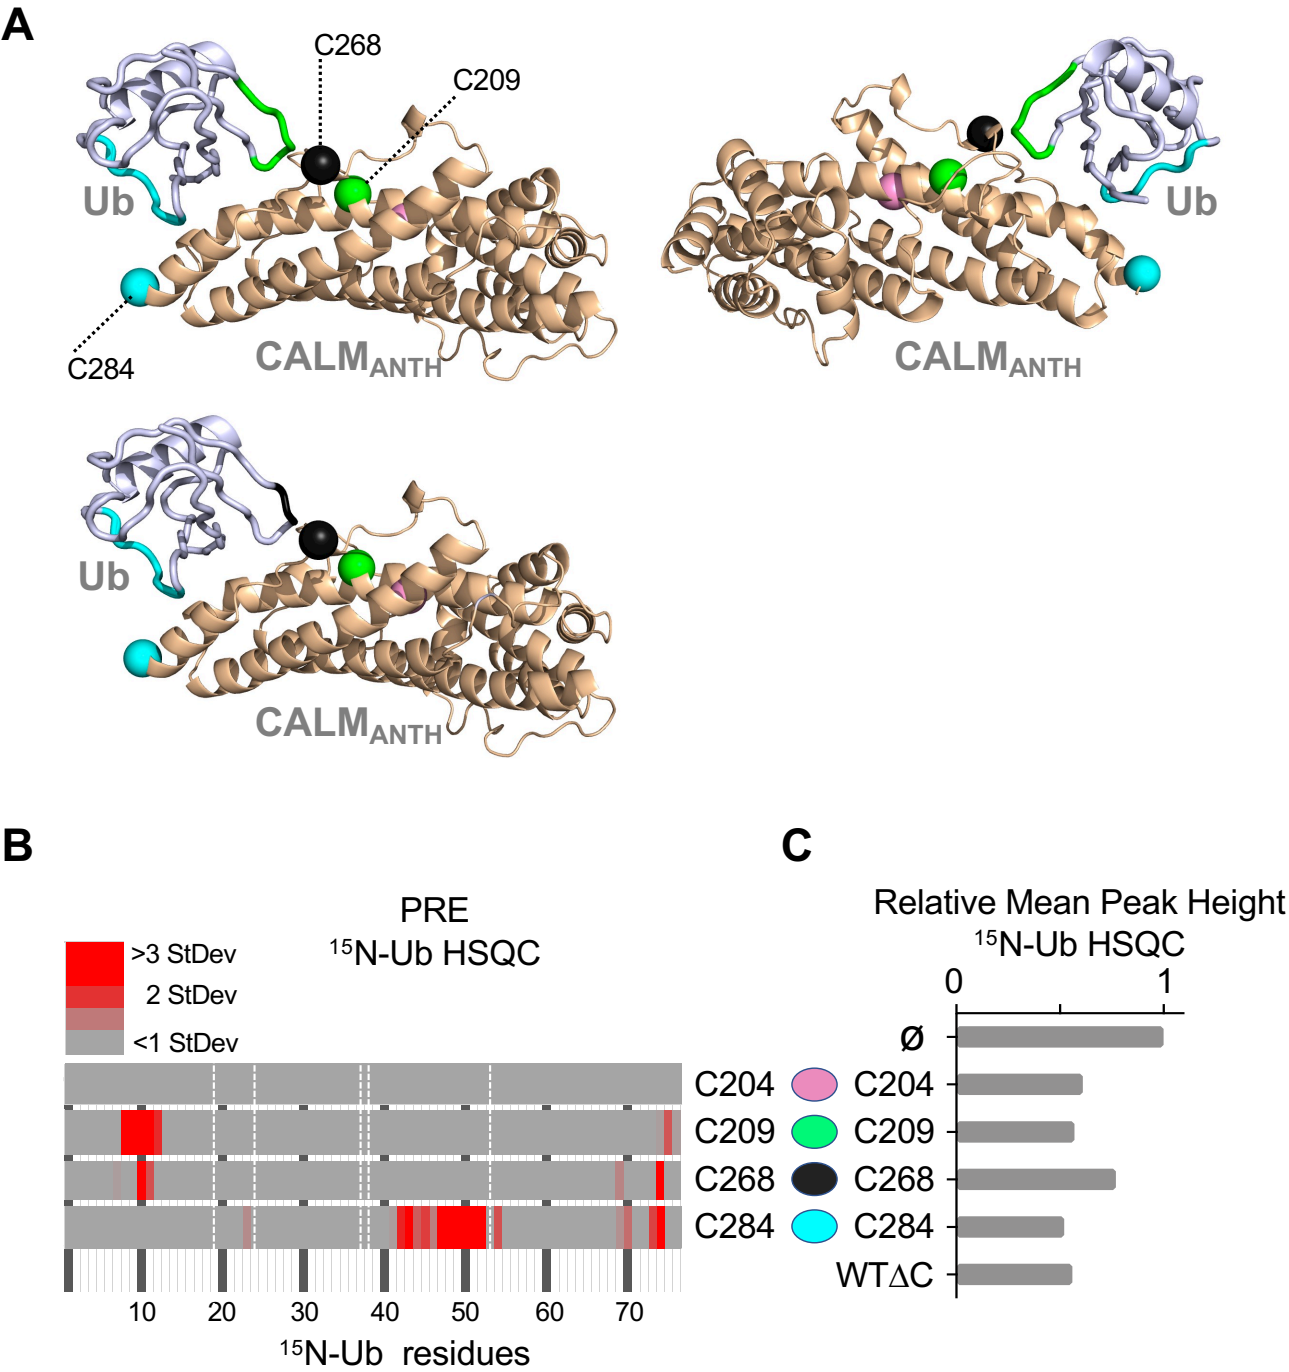 A
C268
C209
Ub
Ub
C284
CALMANTH
CALMANTH
Ub
CALMANTH
B
C
PRE
15N-Ub HSQC
>3 StDev
2 StDev
<1 StDev
Relative Mean Peak Height
15N-Ub HSQC
0 1
Ø
C204 C204
C209 C209
C268 C268
C284 C284
WTΔC
10 20 30 40 50 60 70
15N-Ub residues